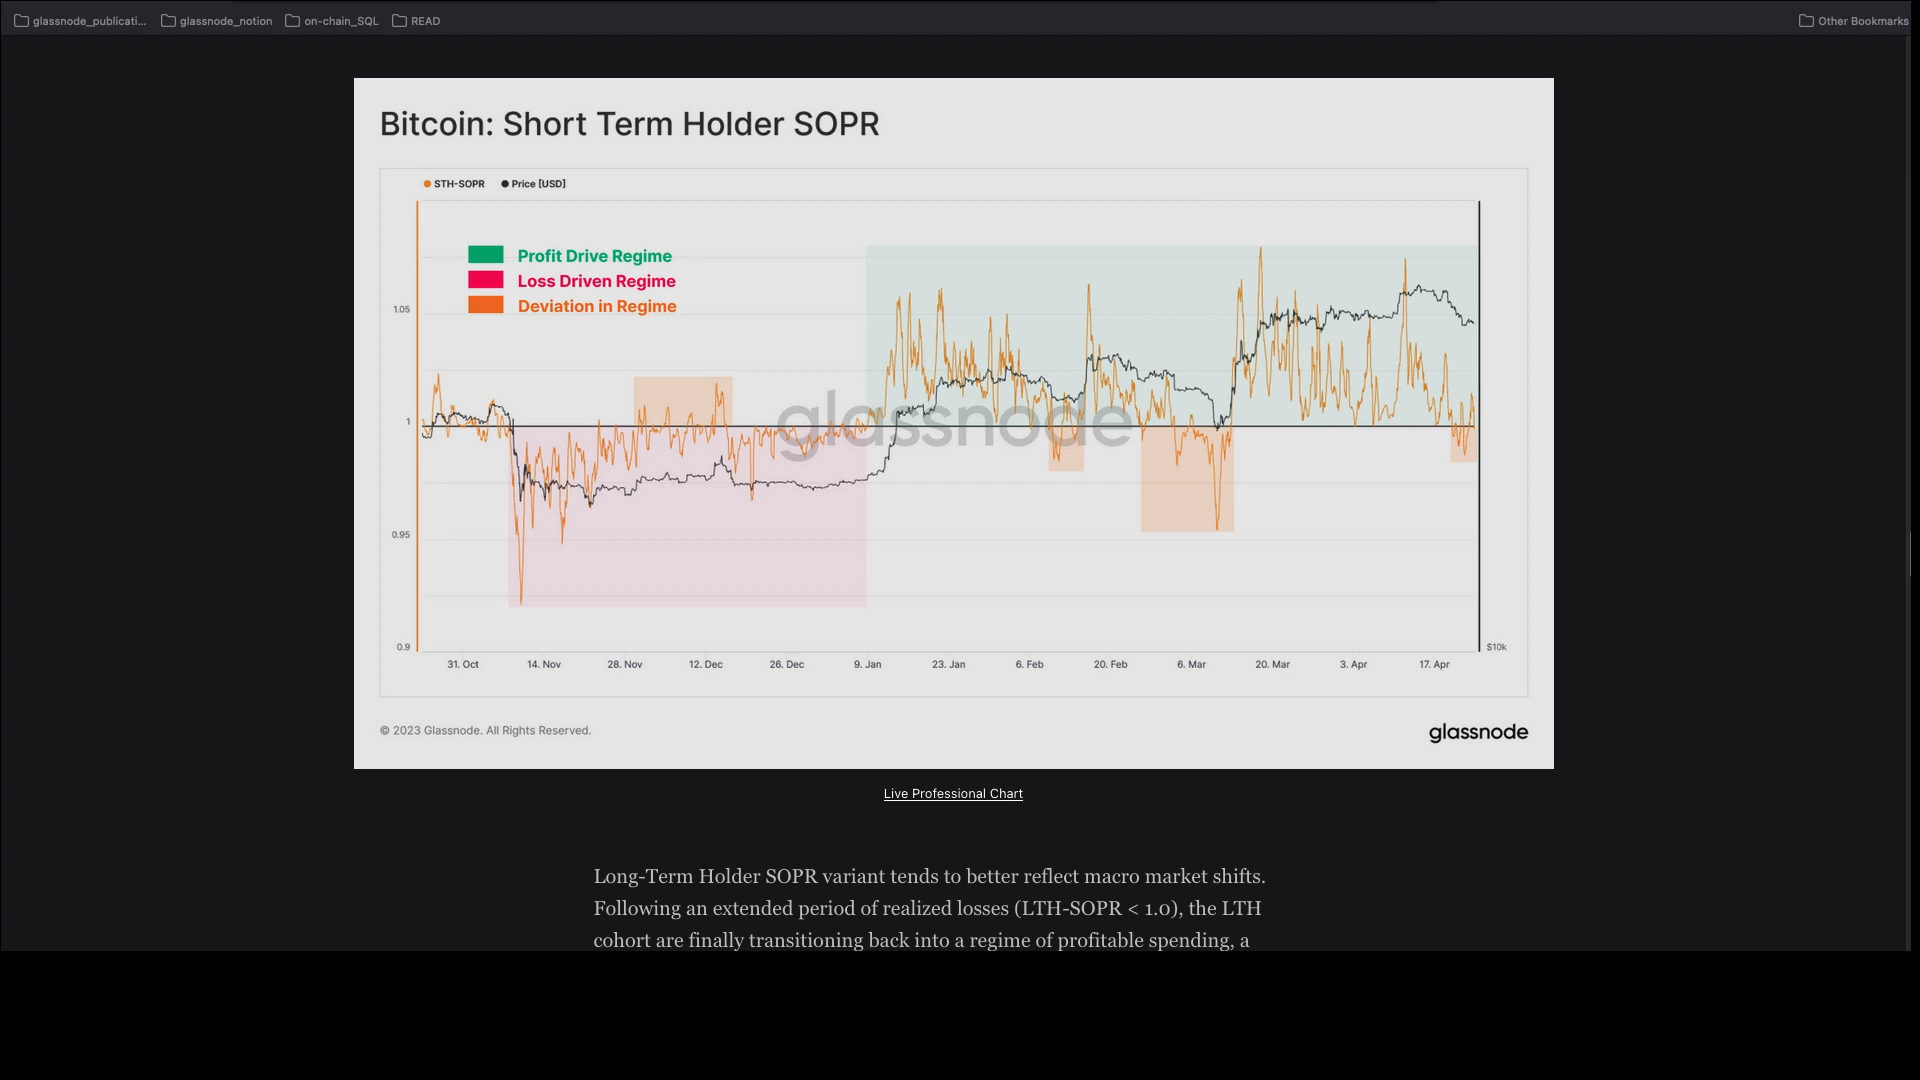 glassnode_publicati...
glassnode_notion
on-chain_SQL
READ
Other Bookmarks
Bitcoin: Short Term Holder SOPR
STH-SOPR
Price [USD]
Profit Drive Regime
Loss Driven Regime
Deviation in Regime
1.05
1
0.95
0.9
$10k
glassnode
31. Oct
14. Nov
28. Nov
12. Dec
26. Dec
9. Jan
23. Jan
6. Feb
20. Feb
6. Mar
20. Mar
3. Apr
17. Apr
© 2023 Glassnode. All Rights Reserved.
glassnode
Live Professional Chart
Long-Term Holder SOPR variant tends to better reflect macro market shifts.
Following an extended period of realized losses (LTH-SOPR < 1.0), the LTH
cohort are finally transitioning back into a regime of profitable spending, a